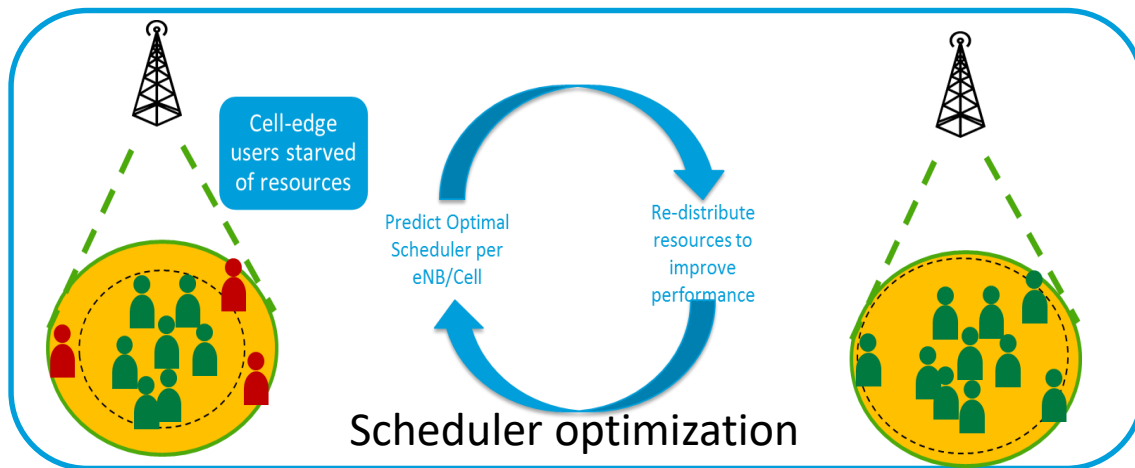 Cell-edge
users starved
of resources
Predict Optimal
Scheduler per
eNB/Cell
Re-distribute
resources to
improve
performance
Scheduler optimization